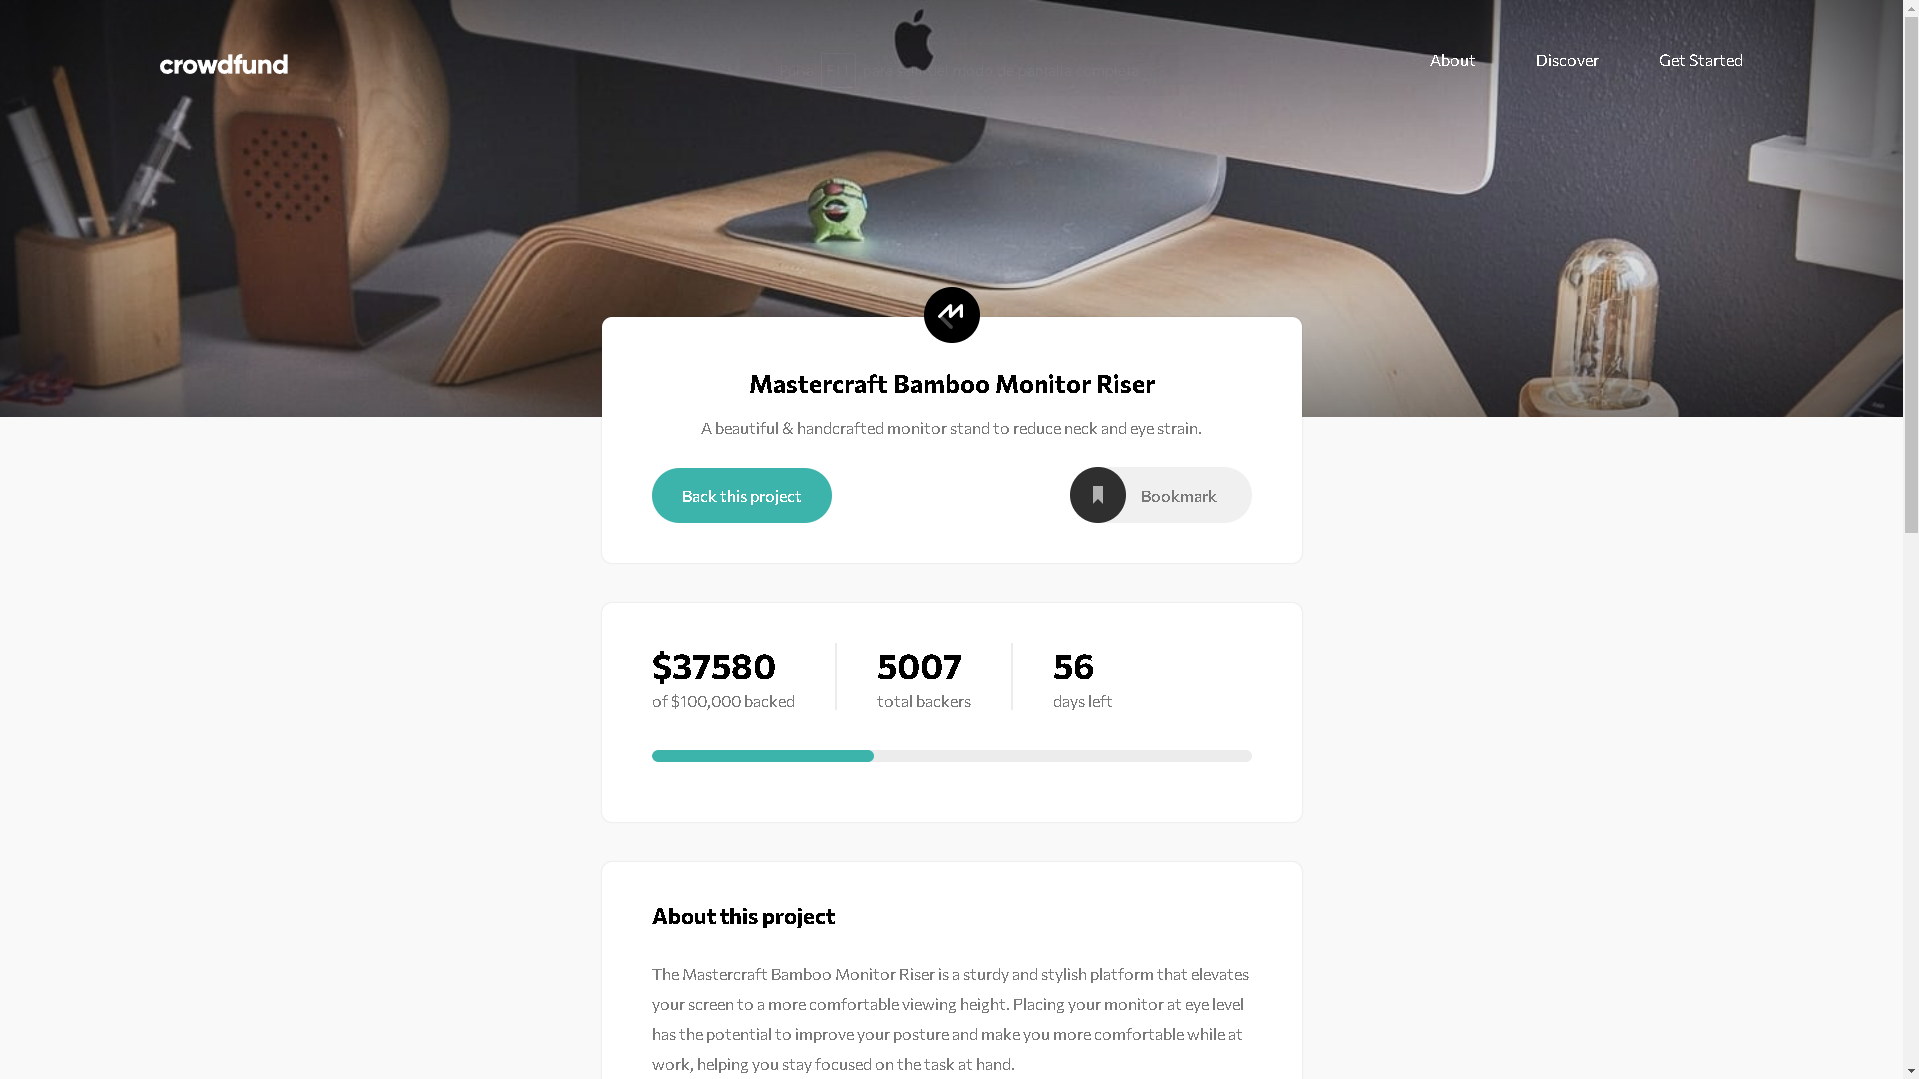 crowdfund
About
Discover
Get Started
Mastercraft Bamboo Monitor Riser
A beautiful & handcrafted monitor stand to reduce neck and eye strain.
Back this project
Bookmark
$37580
of $100,000 backed
5007
total backers
56
days left
About this project
The Mastercraft Bamboo Monitor Riser is a sturdy and stylish platform that elevates
your screen to a more comfortable viewing height. Placing your monitor at eye level
has the potential to improve your posture and make you more comfortable while at
work, helping you stay focused on the task at hand.